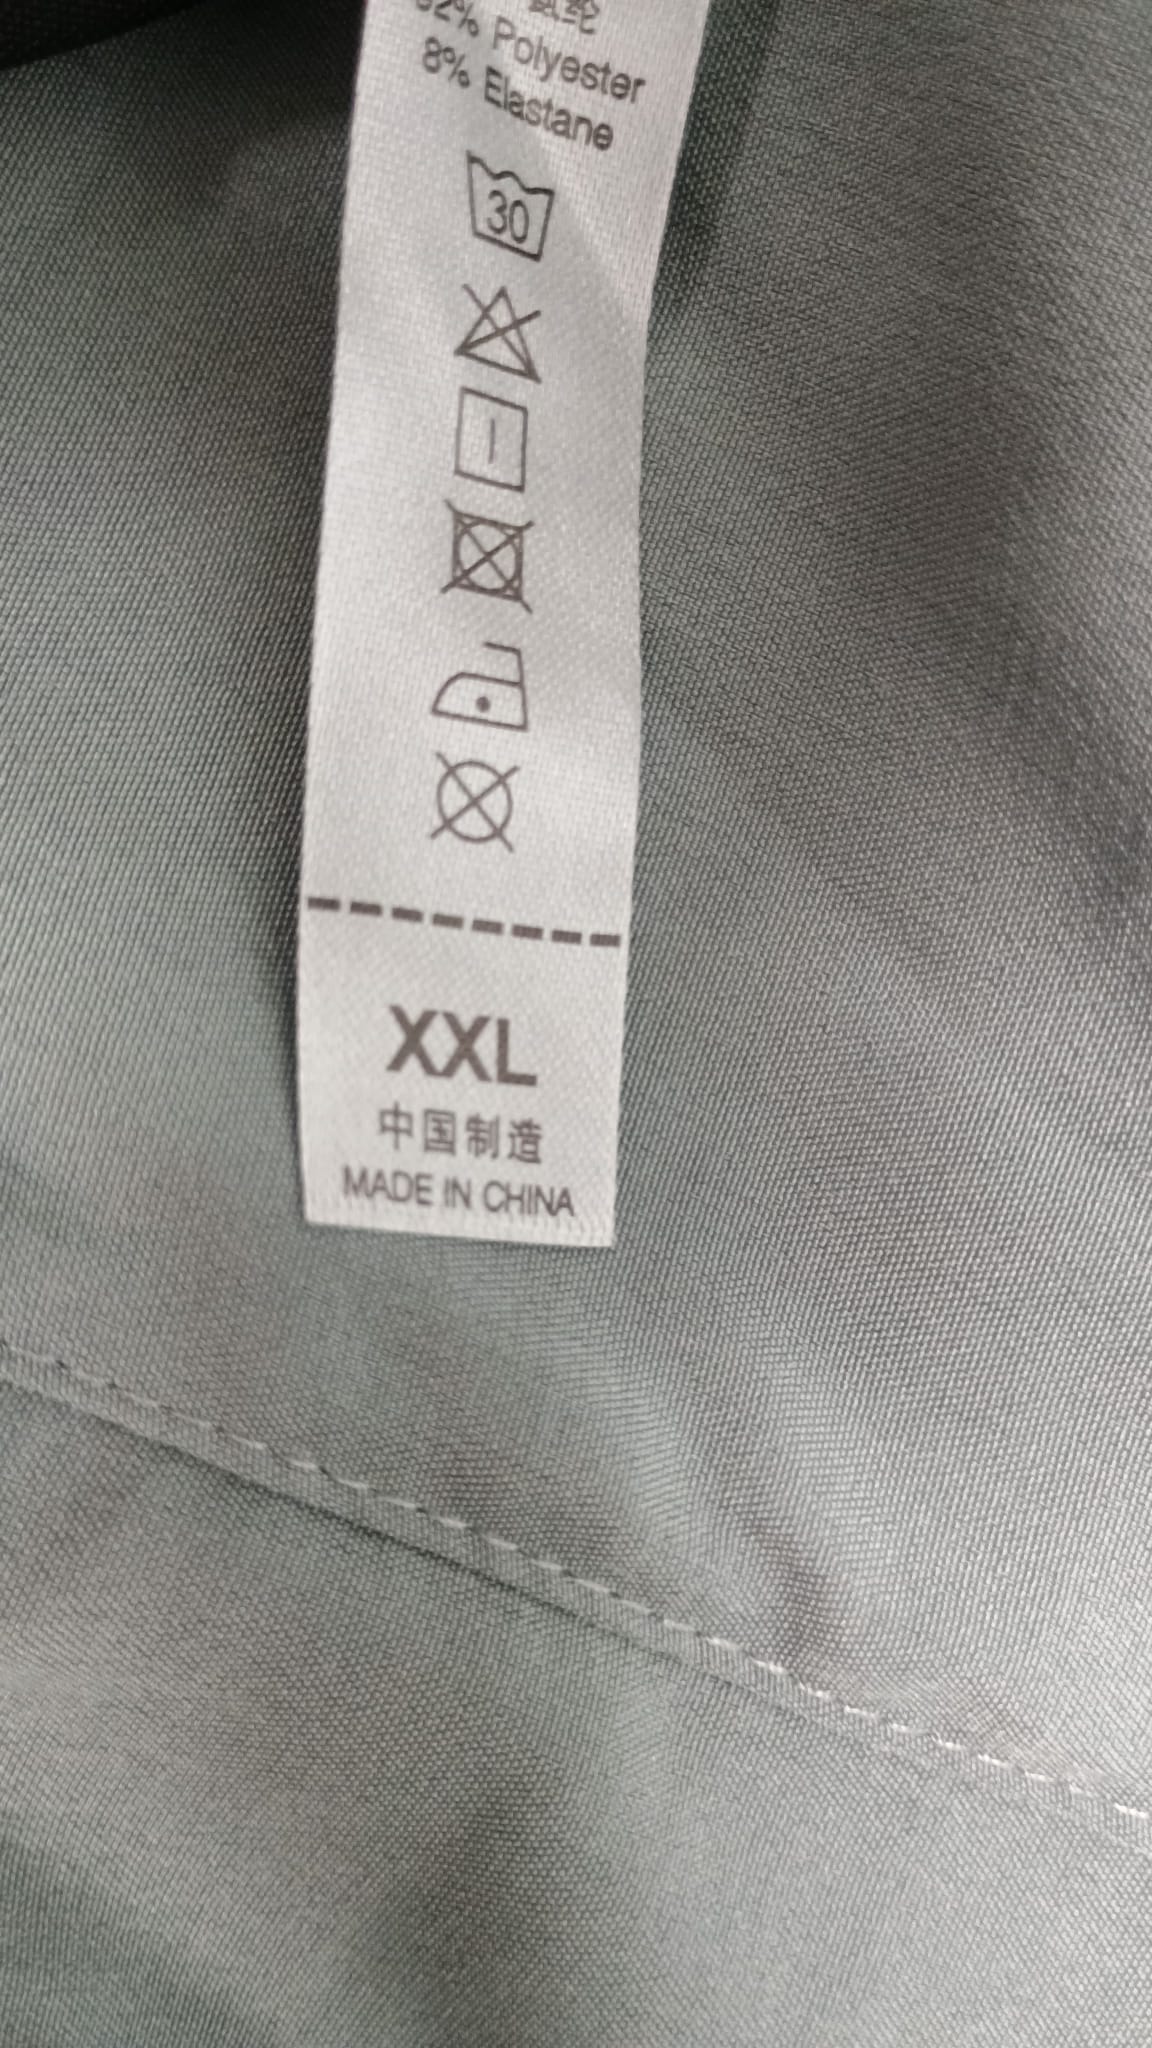 Polyester
8% Elastane
30
XXL
中国制造
MADE IN CHINA